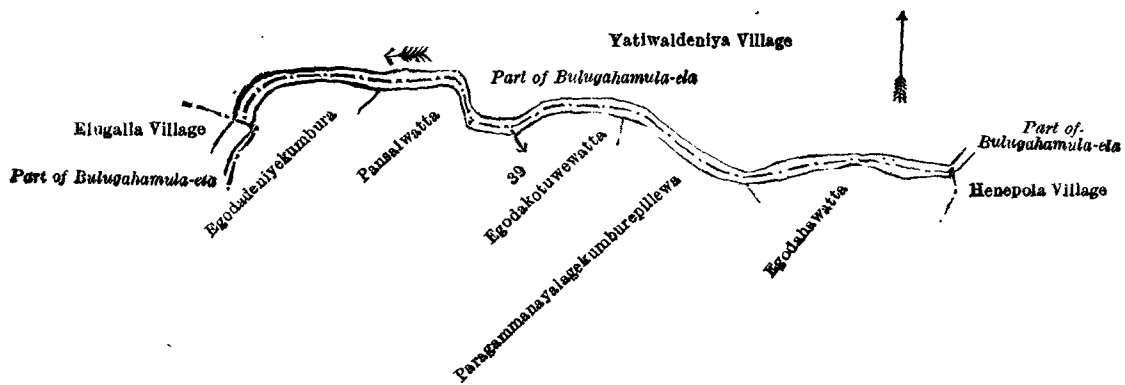 Yatiwaldeniya Village
Part of Bulugahamula-ela
Elugalla Village
Part of Bulugahamula-ela
Egodadeniyekumbura
Pansalwatta
39
Egodakotuwewatta
Paragammanayalagekumburepillewa
Egodahawatta
Part of
Bulugahamula-ela
Henepola Village